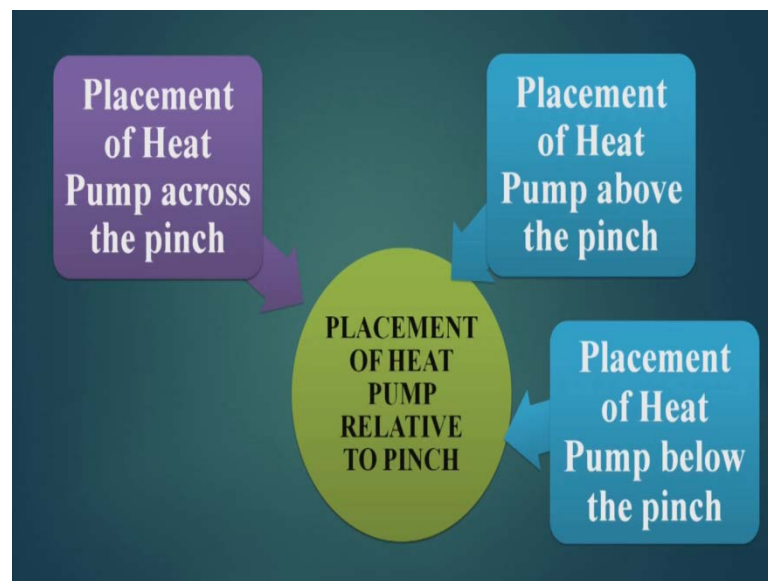 Placement
of Heat
Pump across
the pinch
Placement
of Heat
Pump above
the pinch
PLACEMENT
OF HEAT
PUMP
RELATIVE
TO PINCH
Placement
of Heat
Pump below
the pinch